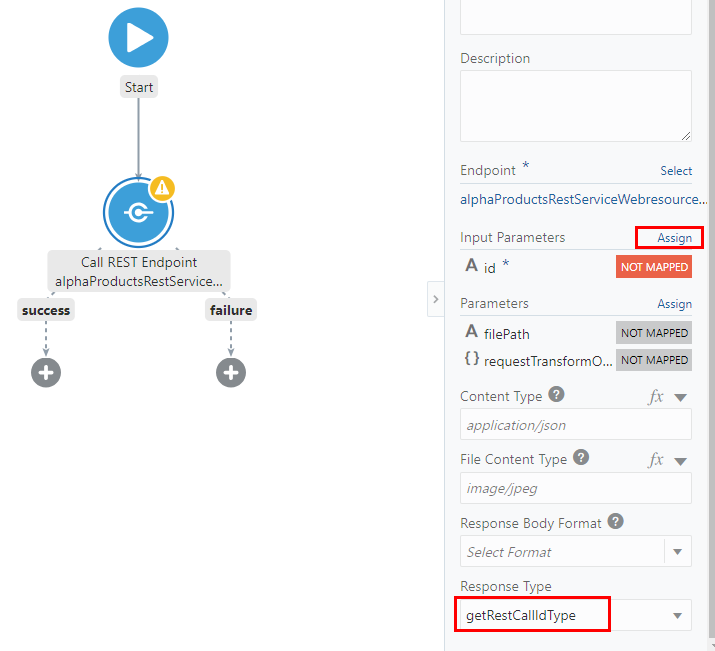 Start
Call REST Endpoint
alphaProductsRestService...
success
failure
Description
Endpoint * Select
alphaProductsRestServiceWebresource...
Input Parameters Assign
A id * NOT MAPPED
Parameters Assign
A filePath NOT MAPPED
{} requestTransformO... NOT MAPPED
Content Type ? fx
application/json
File Content Type ? fx
image/jpeg
Response Body Format ?
Select Format
Response Type
getRestCallIdType